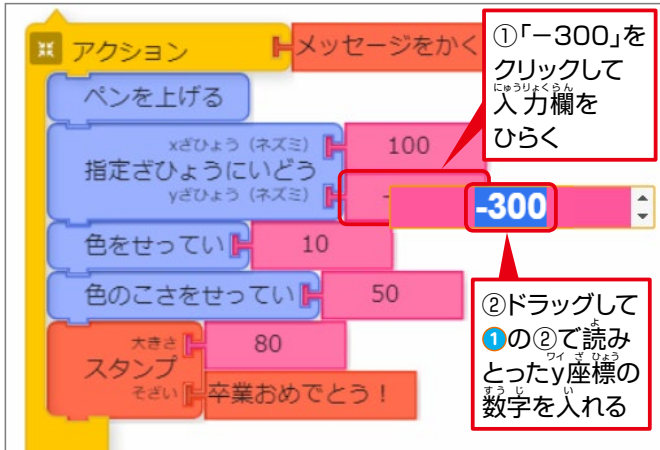 アクション
メッセージをかく
ペンを上げる
xざひょう (ネズミ)
100
指定ざひょうにいどう
yざひょう (ネズミ)
-
-300
色をせってい
10
色のこさをせってい
50
大きさ
80
スタンプ
そざい
卒業おめでとう！
①「－300」を
クリックして
にゅうりょくらん
入力欄を
ひらく
②ドラッグして
よ
❶の②で読み
ワイ ざ ひょう
とったy座標の
すう じ い
数字を入れる